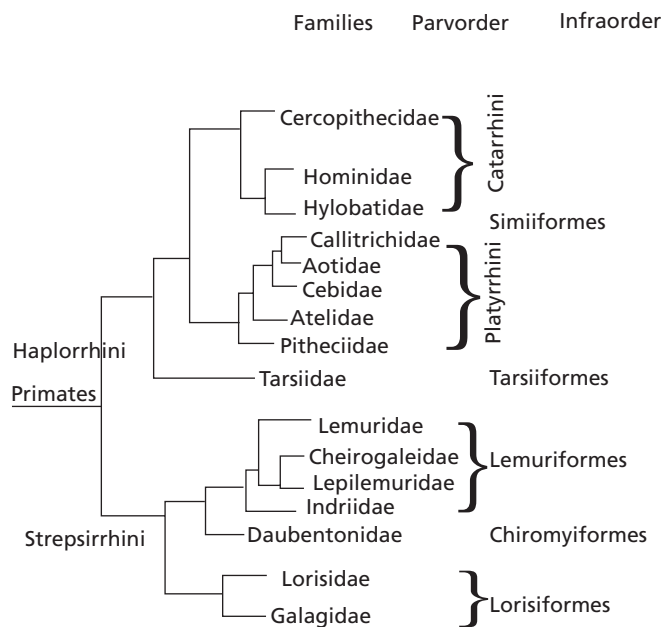 Families Parvorder Infraorder
Cercopithecidae
Catarrhini
Hominidae
Hylobatidae
Simiiformes
Callitrichidae
Aotidae
Cebidae
Platyrrhini
Atelidae
Pitheciidae
Haplorrhini
Tarsiidae Tarsiiformes
Primates
Lemuridae
Cheirogaleidae Lemuriformes
Lepilemuridae
Indriidae
Strepsirrhini Daubentonidae Chiromyiformes
Lorisidae
Lorisiformes
Galagidae